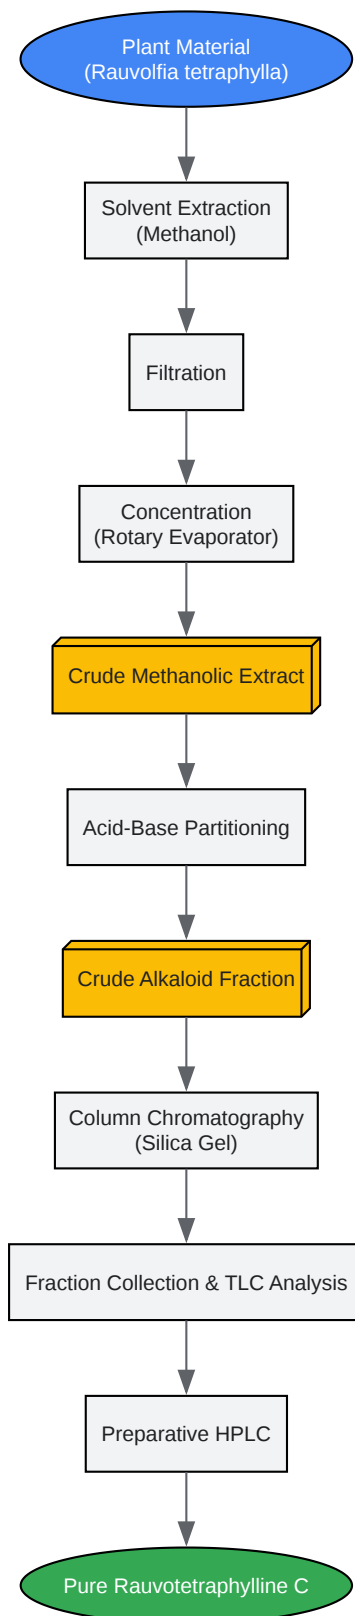 Plant Material
(Rauvolfia tetraphylla)
Solvent Extraction
(Methanol)
Filtration
Concentration
(Rotary Evaporator)
Crude Methanolic Extract
Acid-Base Partitioning
Crude Alkaloid Fraction
Column Chromatography
(Silica Gel)
Fraction Collection & TLC Analysis
Preparative HPLC
Pure Rauvotetraphylline C